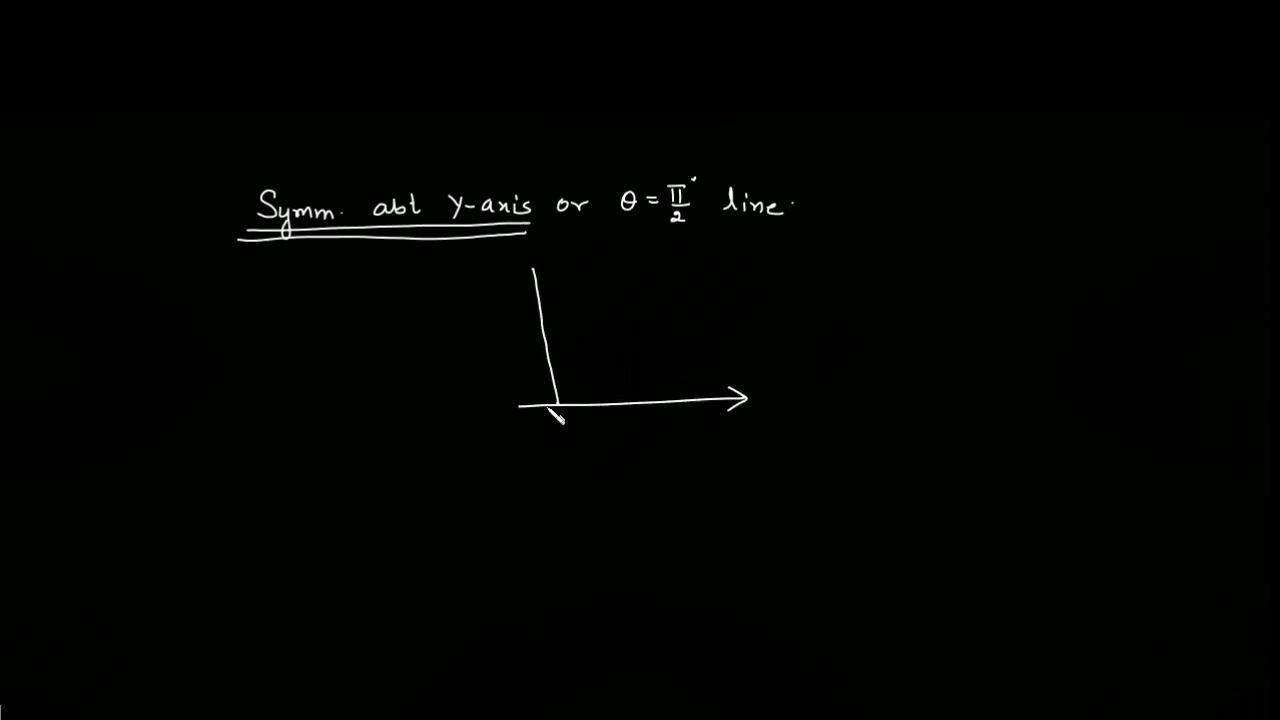 Symm. abt Y-axis or θ = π/2 line.